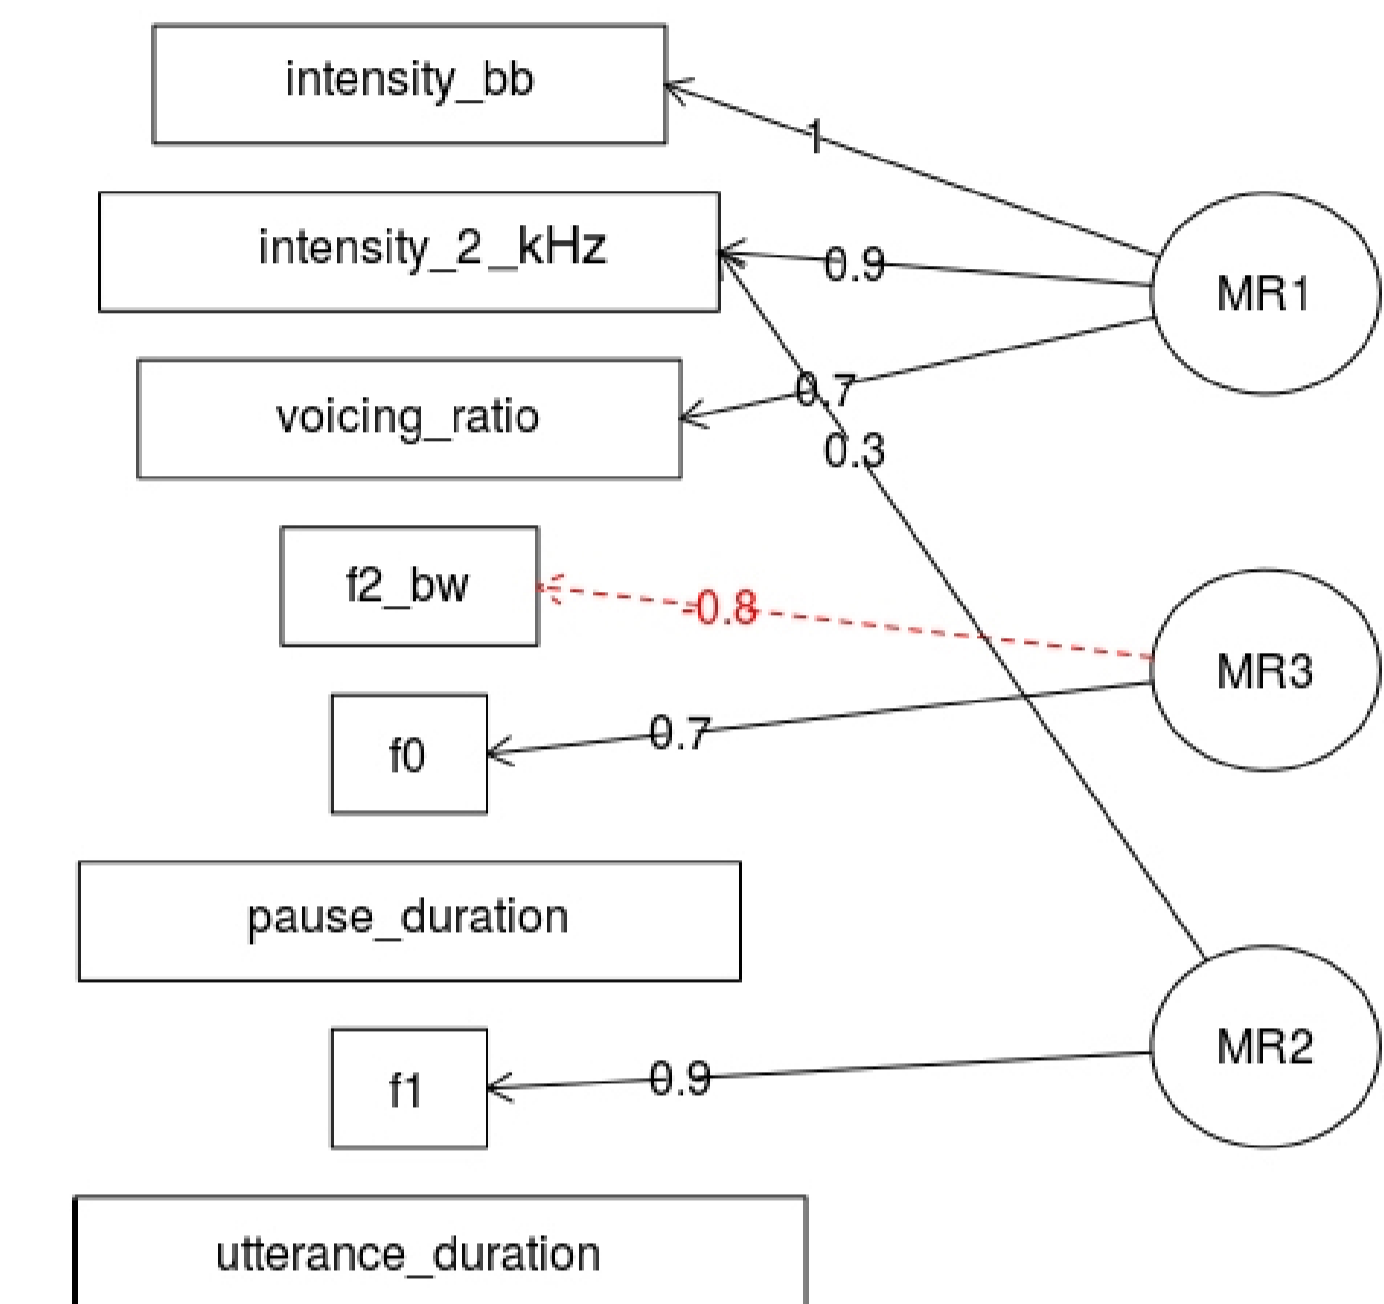 intensity_bb
1
intensity_2_kHz
0.9
MR1
voicing_ratio
0.7
0.3
f2_bw
-0.8
MR3
f0
0.7
pause_duration
f1
0.9
MR2
utterance_duration